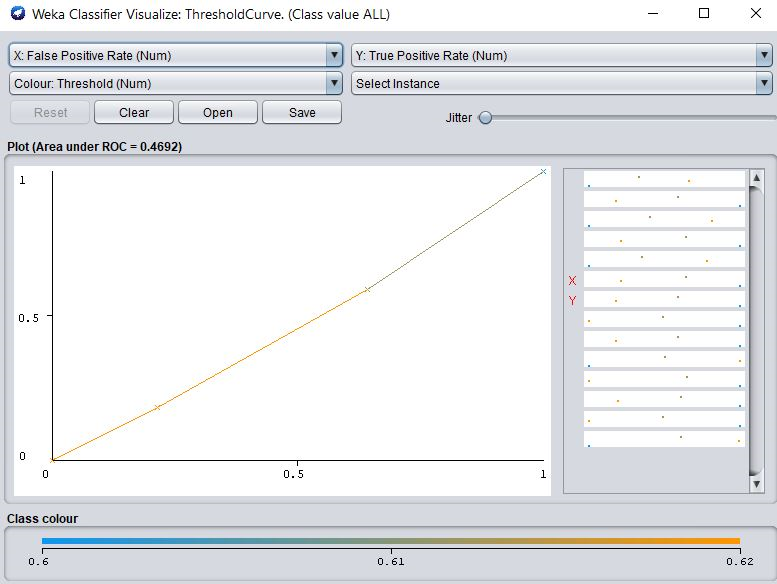 Weka Classifier Visualize: ThresholdCurve. (Class value ALL)
X: False Positive Rate (Num)
Y: True Positive Rate (Num)
Colour: Threshold (Num)
Select Instance
Reset
Clear
Open
Save
Jitter
Plot (Area under ROC = 0.4692)
1
0.5
0
0
0.5
1
X
Y
Class colour
0.6
0.61
0.62